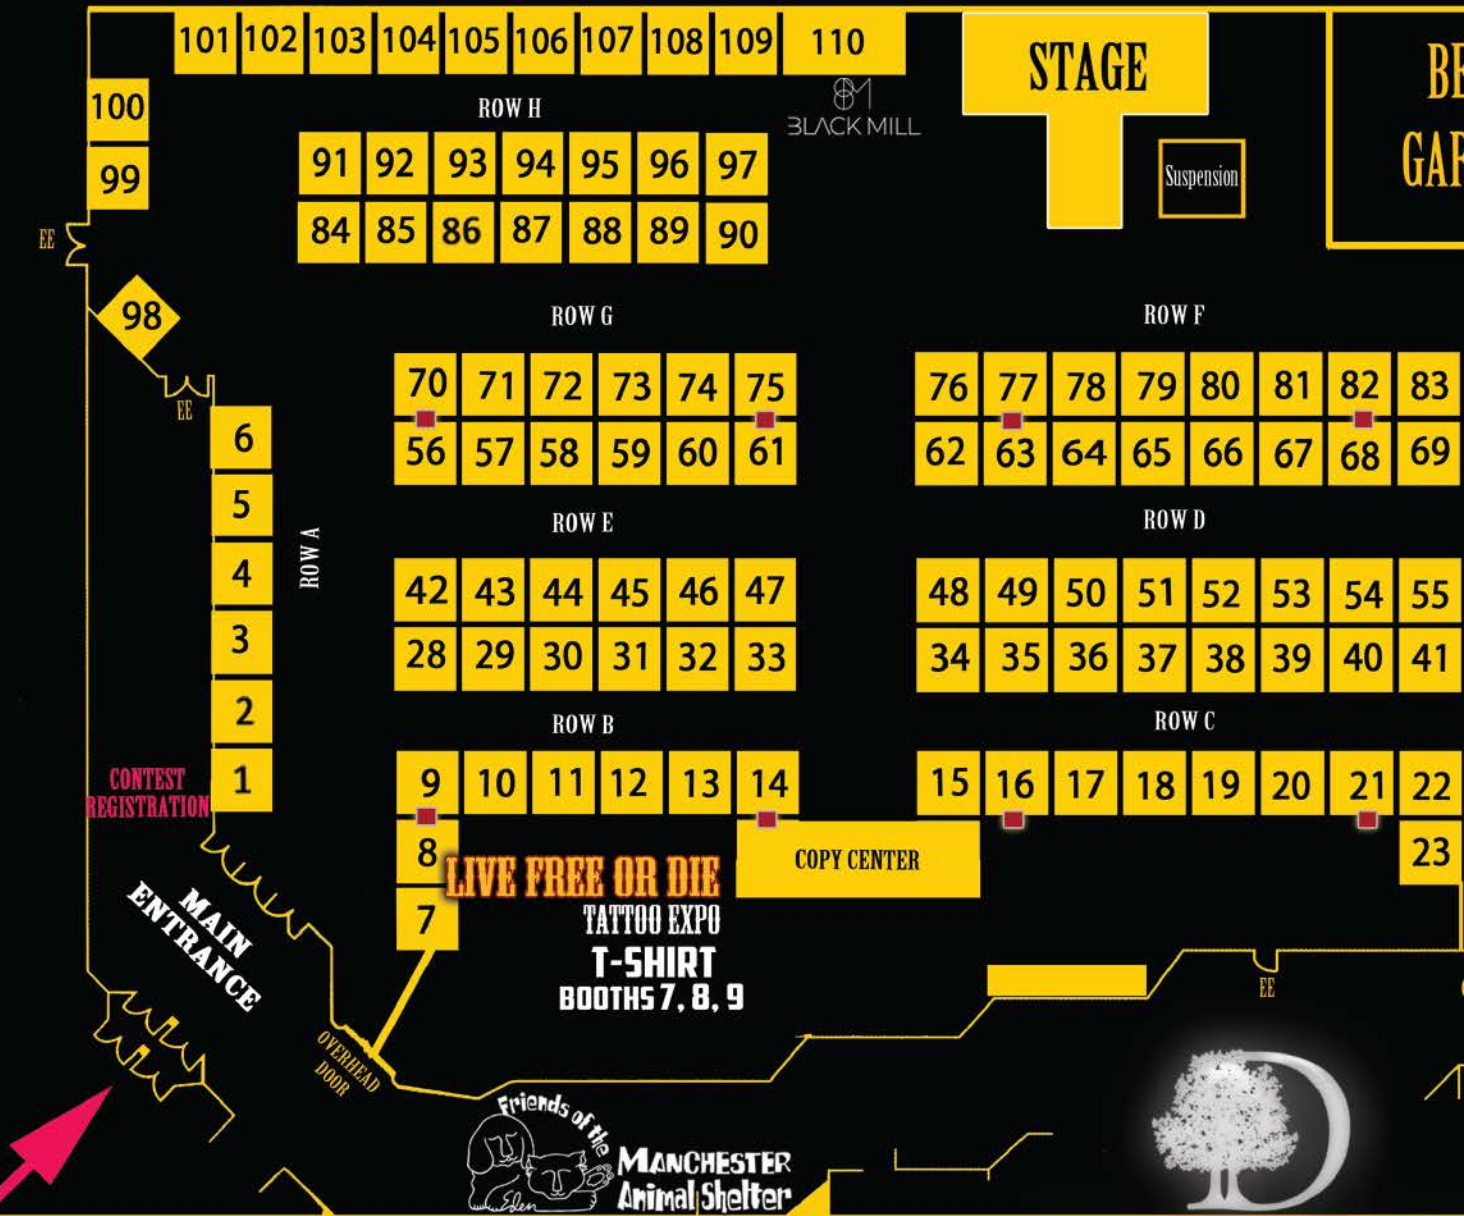 101 102 103 104 105 106 107 108 109 110
STAGE
100
ROW H
BLACK MILL
99
91 92 93 94 95 96 97
Suspension
84 85 86 87 88 89 90
EE
98
ROW G
ROW F
EE
70 71 72 73 74 75
76 77 78 79 80 81 82 83
6
56 57 58 59 60 61
62 63 64 65 66 67 68 69
5
ROW E
ROW D
ROW A
4
42 43 44 45 46 47
48 49 50 51 52 53 54 55
3
28 29 30 31 32 33
34 35 36 37 38 39 40 41
2
ROW B
ROW C
1
CONTEST
REGISTRATION
9 10 11 12 13 14
15 16 17 18 19 20 21 22
8
COPY CENTER
23
7
LIVE FREE OR DIE
TATTOO EXPO
T-SHIRT
BOOTHS 7, 8, 9
MAIN
ENTRANCE
EE
OVERHEAD
DOOR
Friends of the
MANCHESTER
Animal Shelter
Eden
D